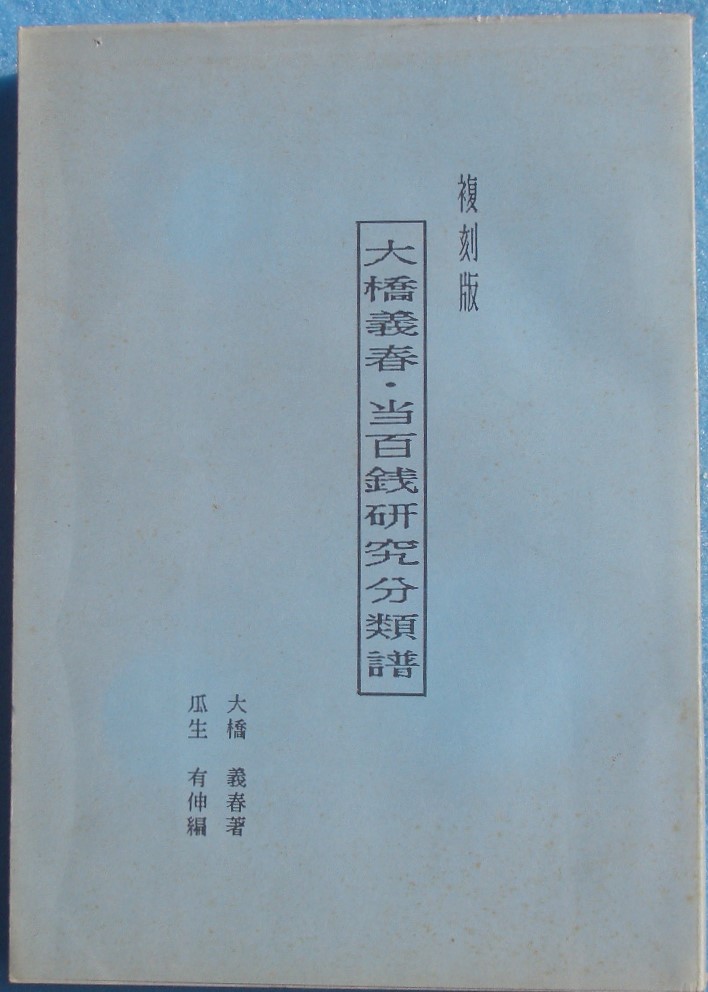 複刻版
大橋義春・当百銭研究分類譜
大橋 義春著
瓜生 有伸編